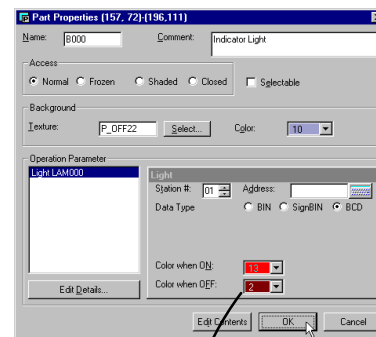 Part Properties (157, 72)-(196,111)
Name: B000 Comment: Indicator Light
Access
Normal Frozen Shaded Closed Selectable
Background
Texture: P_OFF22 Select... Color: 10
Operation Parameter
Light LAM000
Light
Station #: 01 Address:
Data Type BIN SignBIN BCD
Color when ON: 13
Color when OFF: 2
Edit Details...
Edit Contents OK Cancel